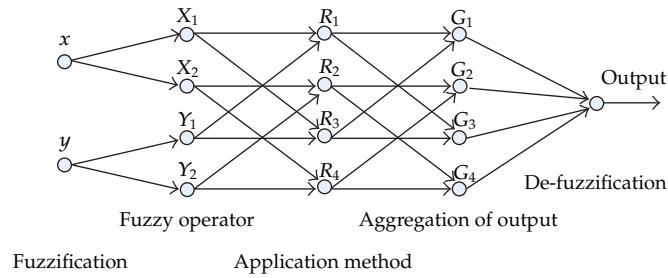 X₁ R₁ G₁
x
X₂ R₂ G₂ Output
Y₁ R₃ G₃
y
Y₂ R₄ G₄
De-fuzzification
Fuzzy operator Aggregation of output
Fuzzification Application method